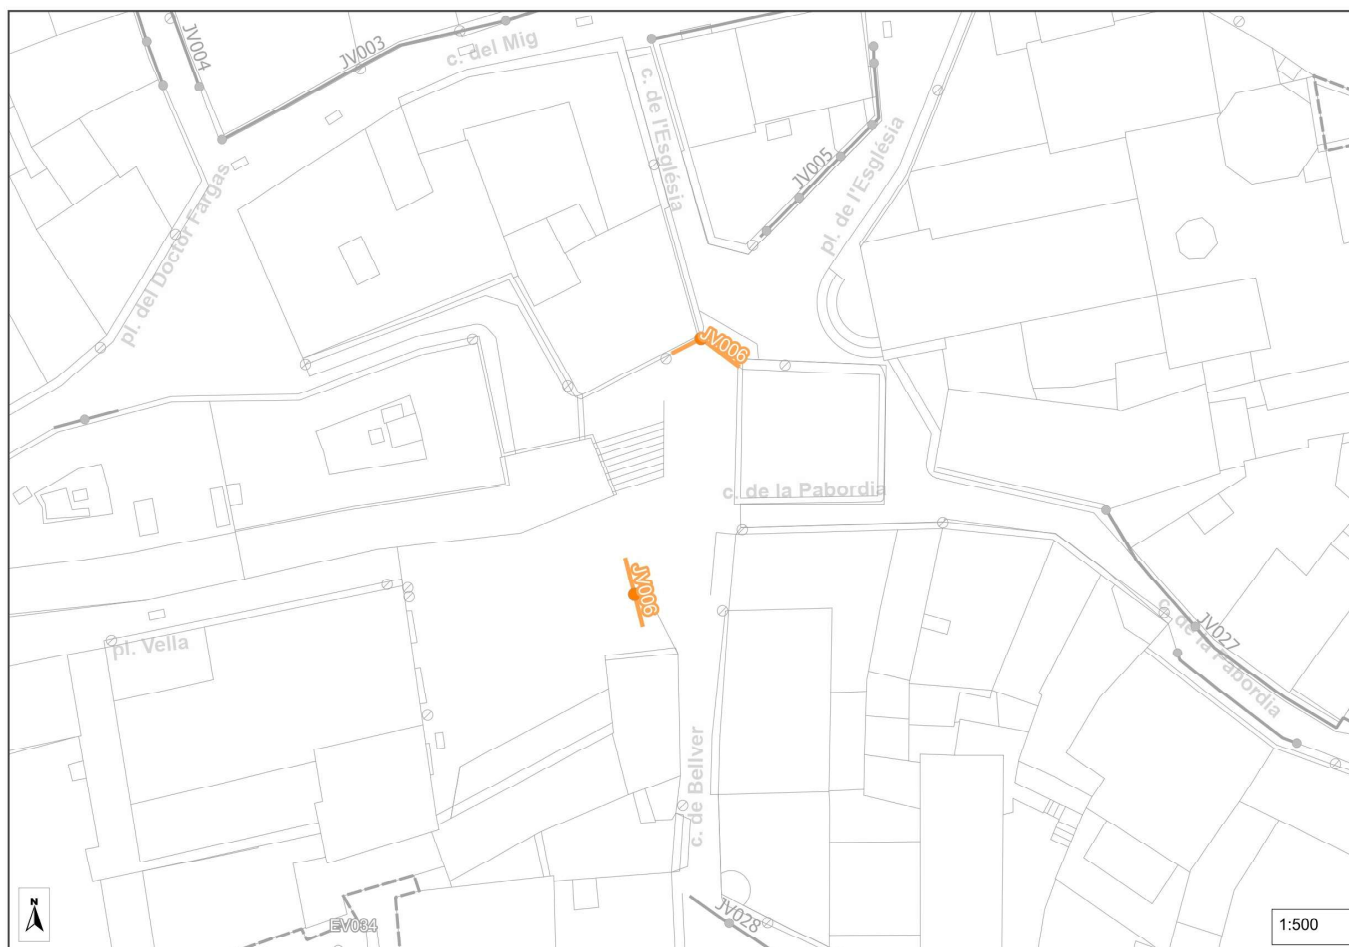 JV004
JV003
c. del Mig
c. de l'Església
JV005
pl. de l'Església
pl. del Doctor Fargas
JV006
c. de la Pabordia
JV006
pl. Vella
JV027
c. de la Pabordia
c. de Bellver
JV028
EV034
N
1:500